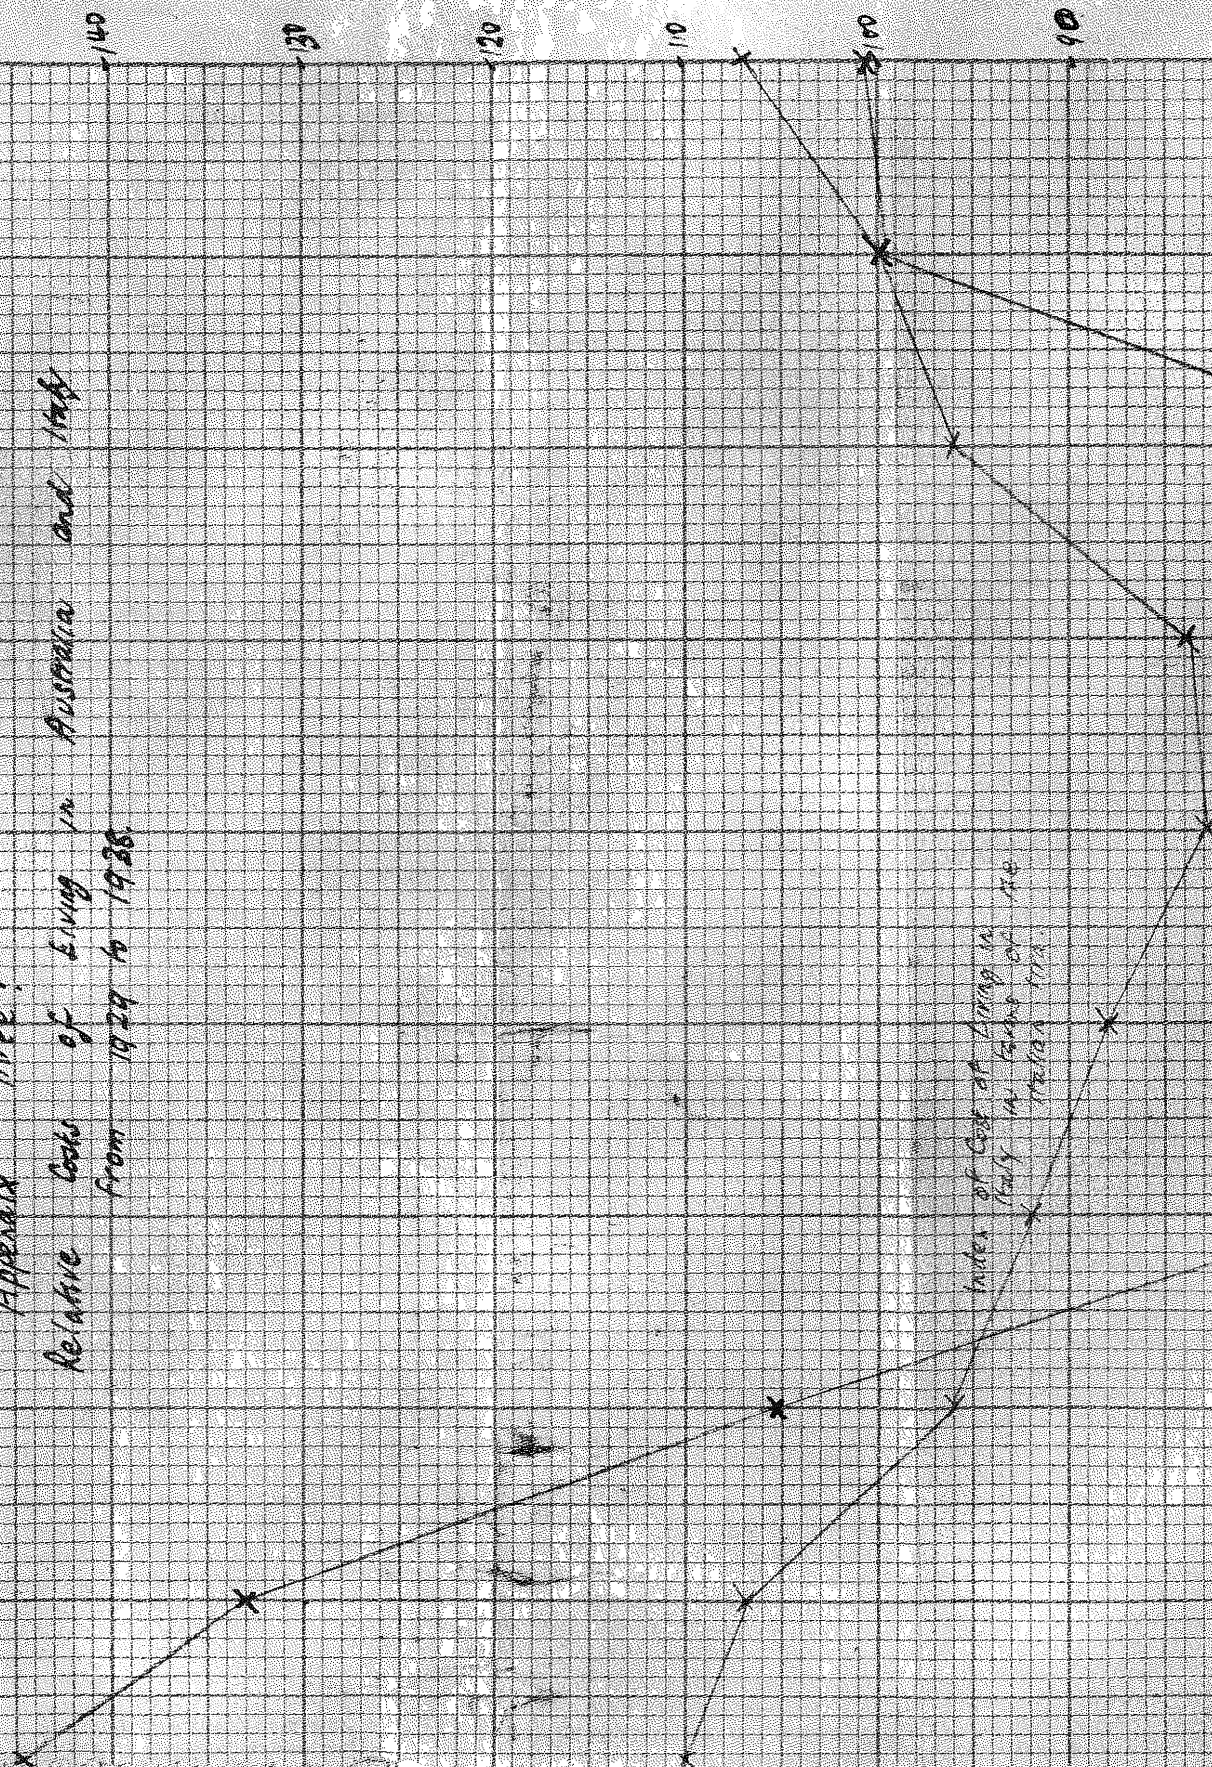 Appendix Three:
Relative Costs of Living in Australia and Italy
from 1929 to 1938.
140
130
120
110
100
90
Index of Cost of Living in
Italy in terms of the
Italian lira.